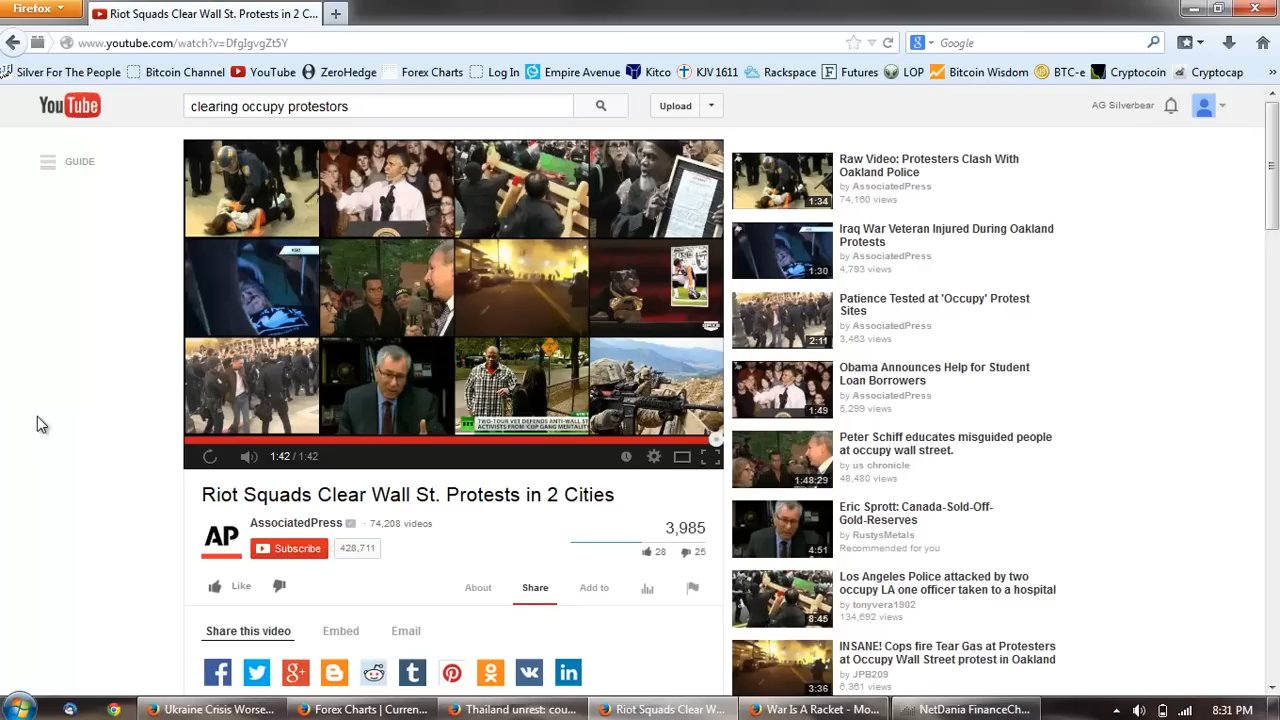 Firefox
Riot Squads Clear Wall St. Protests in 2 C...
www.youtube.com/watch?v=DfgIgvgZt5Y
Google
Silver For The People
Bitcoin Channel
YouTube
ZeroHedge
Forex Charts
Log In
Empire Avenue
Kitco
KJV 1611
Rackspace
Futures
LOP
Bitcoin Wisdom
BTC-e
Cryptocoin
Cryptocap
»
YouTube
clearing occupy protestors
Upload
AG Silverbear
GUIDE
TWO-TOUR VET DEFENDS ANTI-WALL ST
ACTIVISTS FROM 'COP GANG MENTALITY
1:42 / 1:42
Riot Squads Clear Wall St. Protests in 2 Cities
AP
AssociatedPress
74,208 videos
Subscribe
428,711
3,985
28
25
Like
About
Share
Add to
Share this video
Embed
Email
Raw Video: Protesters Clash With
Oakland Police
by AssociatedPress
74,160 views
1:34
Iraq War Veteran Injured During Oakland
Protests
by AssociatedPress
4,793 views
1:30
Patience Tested at 'Occupy' Protest
Sites
by AssociatedPress
3,463 views
2:11
Obama Announces Help for Student
Loan Borrowers
by AssociatedPress
5,299 views
1:49
Peter Schiff educates misguided people
at occupy wall street.
by us chronicle
48,480 views
1:48:29
Eric Sprott: Canada-Sold-Off-
Gold-Reserves
by RustysMetals
Recommended for you
4:51
Los Angeles Police attacked by two
occupy LA one officer taken to a hospital
by tonyvera1902
134,692 views
8:45
INSANE! Cops fire Tear Gas at Protesters
at Occupy Wall Street protest in Oakland
by JPB209
6,361 views
3:36
Ukraine Crisis Worse...
Forex Charts | Curren...
Thailand unrest: cou...
Riot Squads Clear W...
War Is A Racket - Mo...
NetDania FinanceCh...
8:31 PM